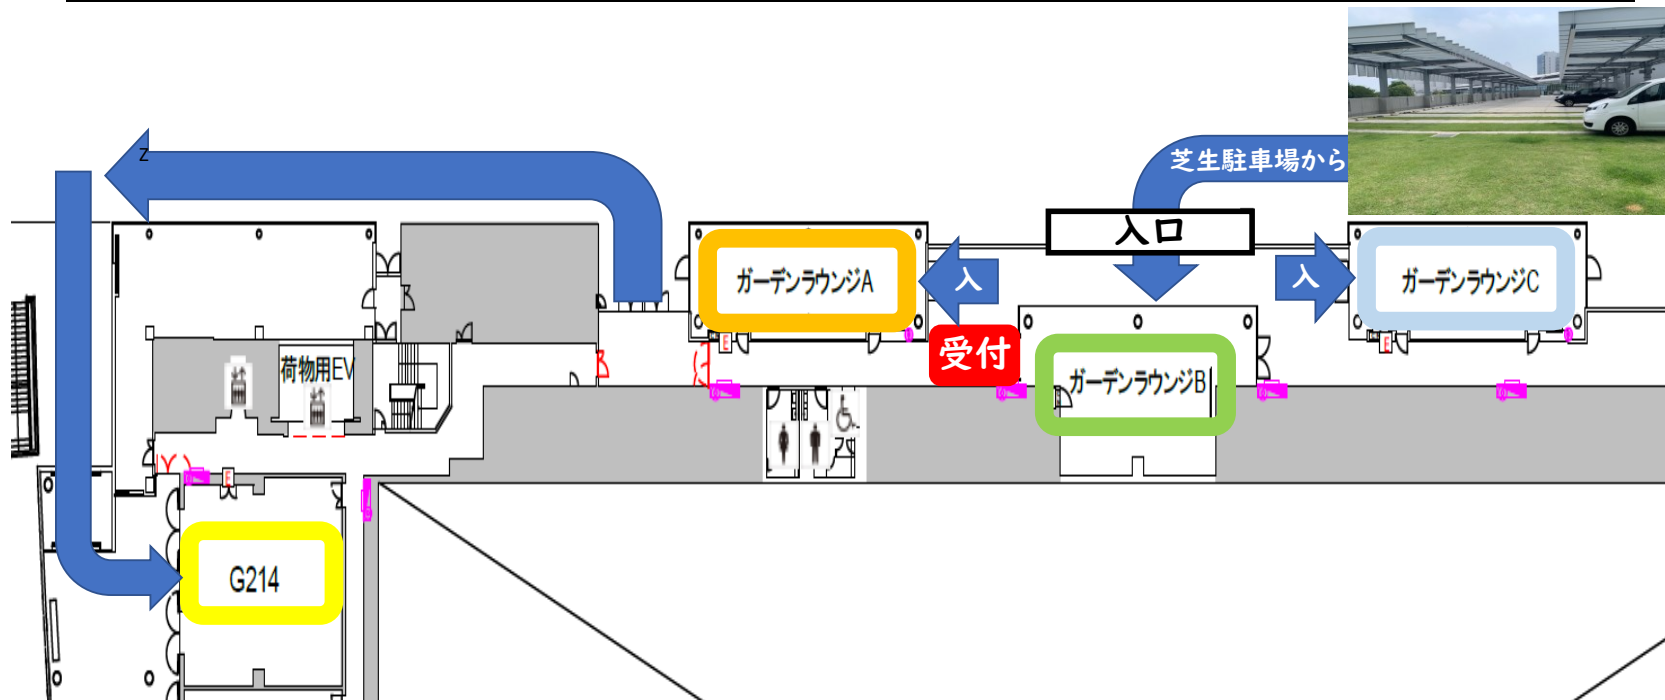 Z
芝生駐車場から
入口
ガーデンラウンジA
入
入
ガーデンラウンジC
受付
E
E
荷物用EV
ガーデンラウンジB
E
G214